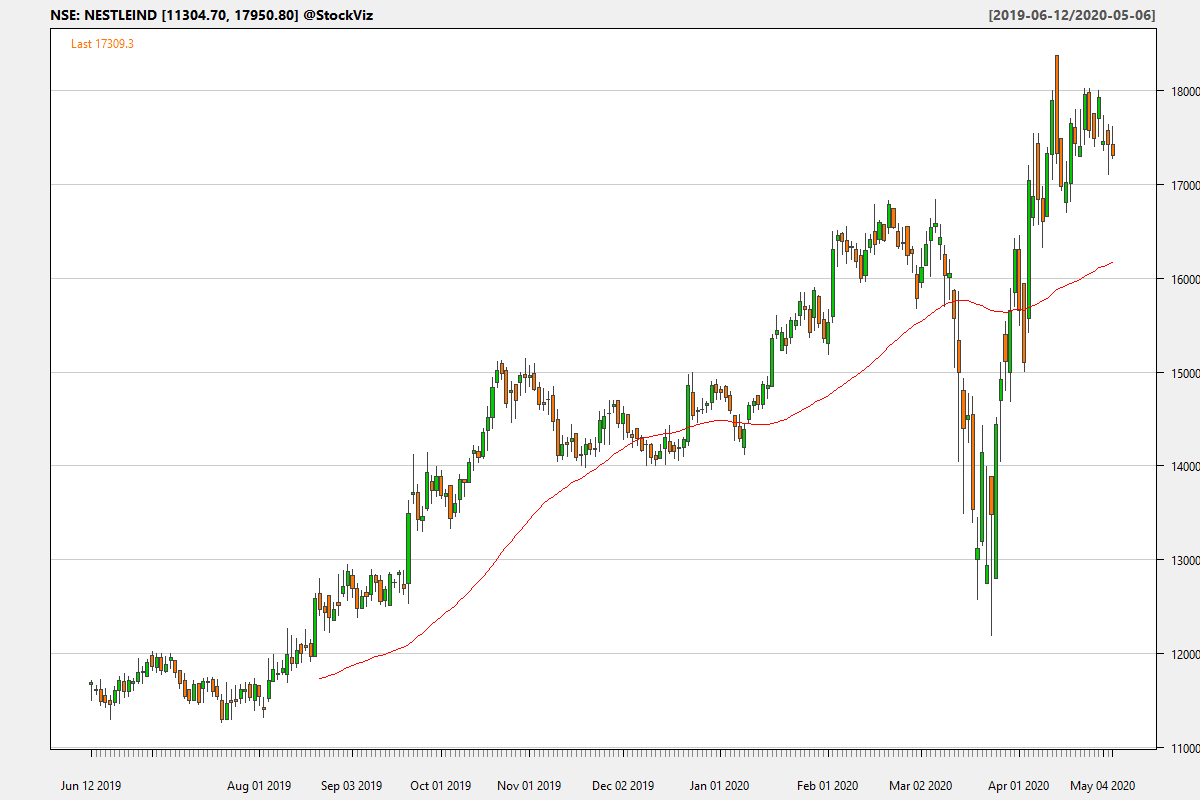 NSE: NESTLEIND [11304.70, 17950.80] @StockViz [2019-06-12/2020-05-06]
Last 17309.3
18000
17000
16000
15000
14000
13000
12000
11000
Jun 12 2019 Aug 01 2019 Sep 03 2019 Oct 01 2019 Nov 01 2019 Dec 02 2019 Jan 01 2020 Feb 01 2020 Mar 02 2020 Apr 01 2020 May 04 2020